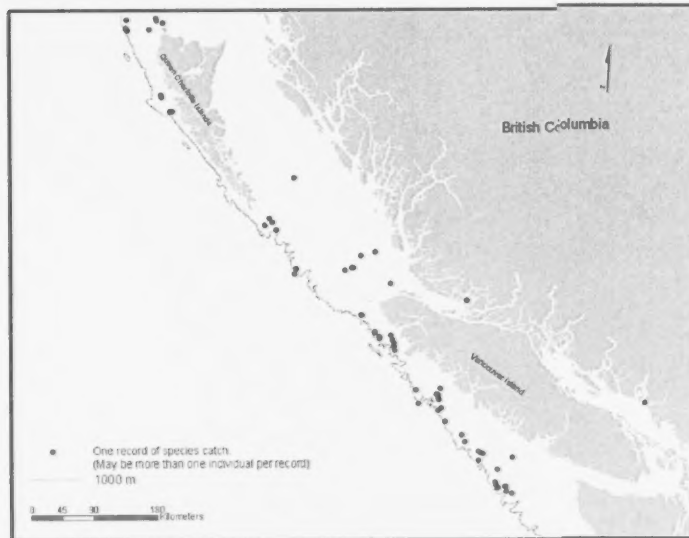 Queen Charlotte Islands
British Columbia
Vancouver Island
One record of species catch.
(May be more than one individual per record)
1000 m
0 45 90 180
Kilometers